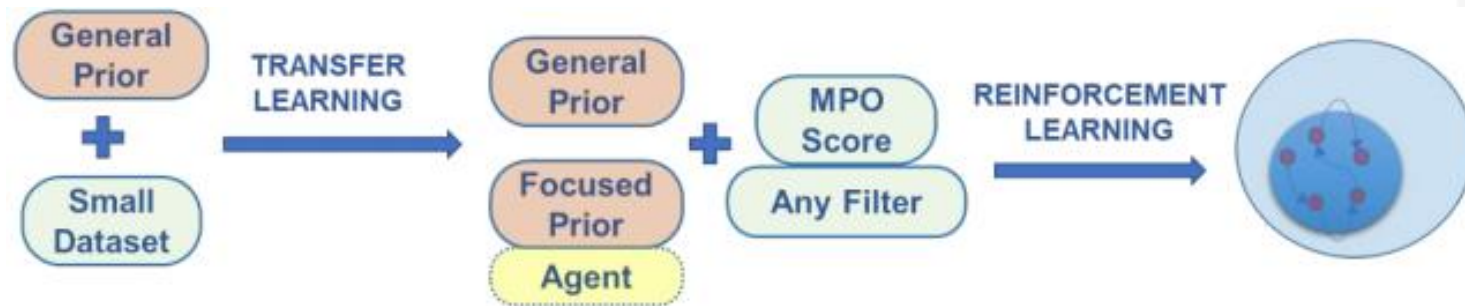 General
Prior
Small
Dataset
TRANSFER
LEARNING
General
Prior
Focused
Prior
Agent
MPO
Score
Any Filter
REINFORCEMENT
LEARNING